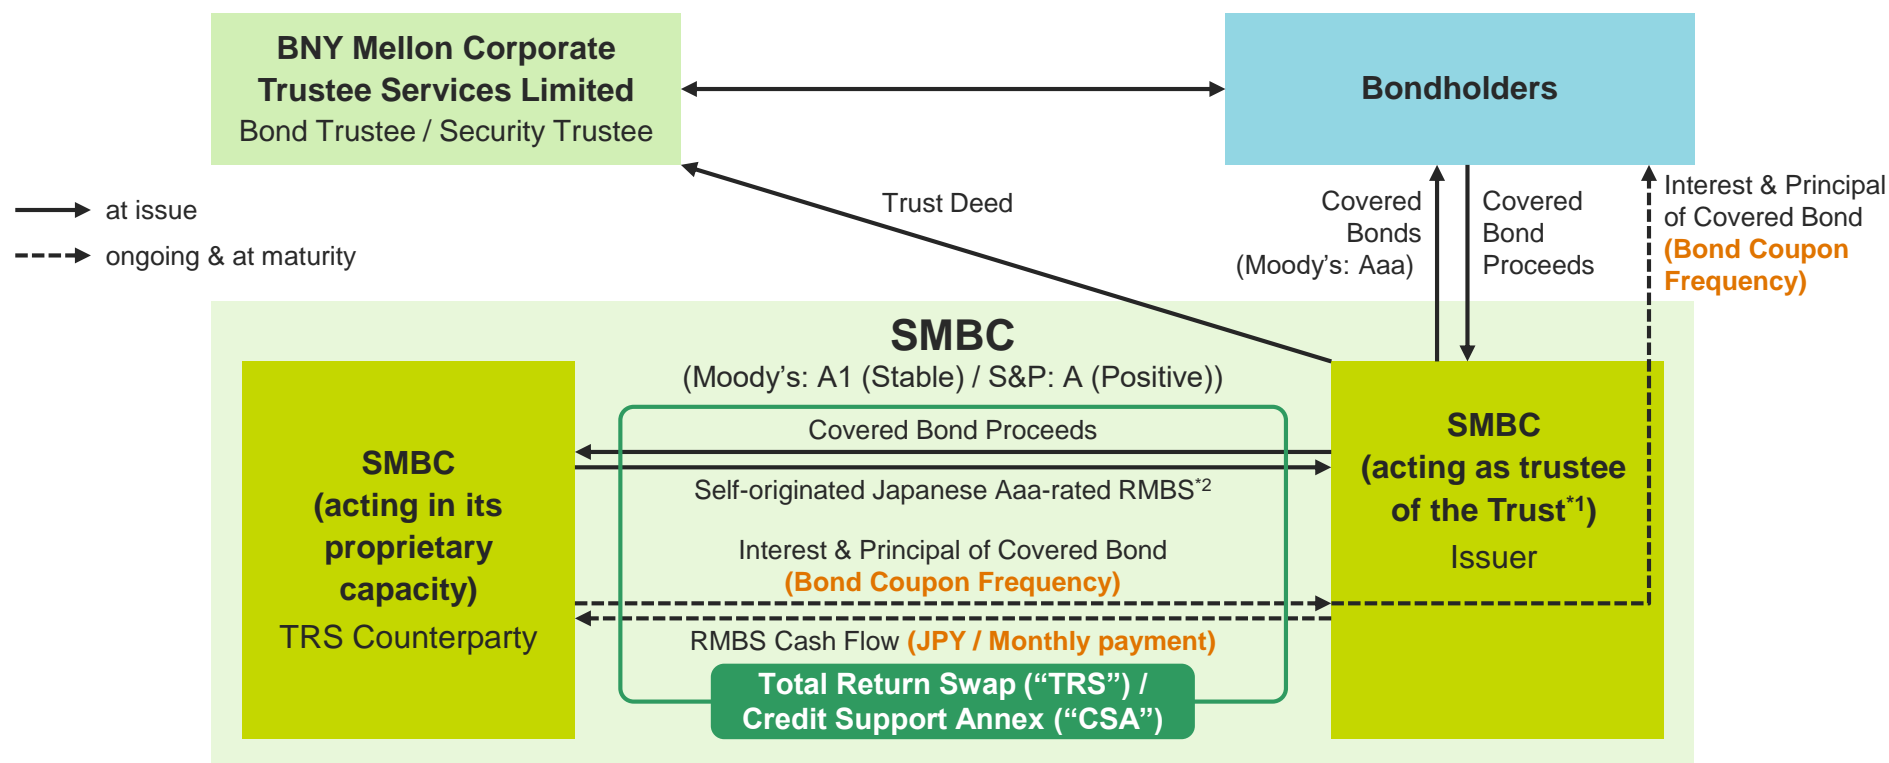 BNY Mellon Corporate
Trustee Services Limited
Bond Trustee / Security Trustee
Bondholders
at issue
ongoing & at maturity
Trust Deed
Covered
Bonds
(Moody’s: Aaa)
Covered
Bond
Proceeds
Interest & Principal
of Covered Bond
(Bond Coupon
Frequency)
SMBC
(Moody’s: A1 (Stable) / S&P: A (Positive))
SMBC
(acting in its
proprietary
capacity)
TRS Counterparty
Covered Bond Proceeds
Self-originated Japanese Aaa-rated RMBS*2
Interest & Principal of Covered Bond
(Bond Coupon Frequency)
RMBS Cash Flow (JPY / Monthly payment)
Total Return Swap (“TRS”) /
Credit Support Annex (“CSA”)
SMBC
(acting as trustee
of the Trust*1)
Issuer